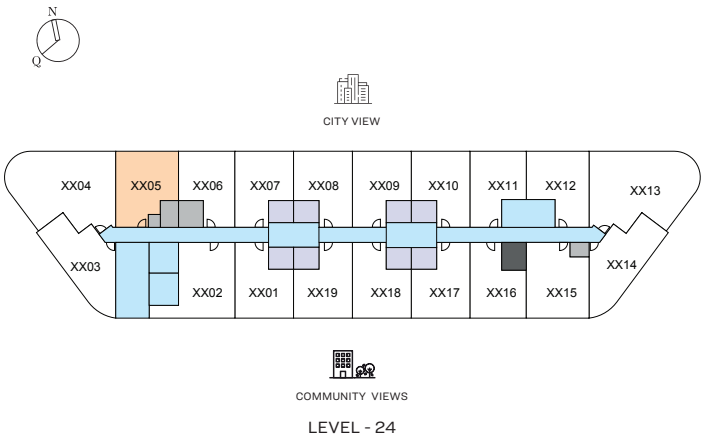 N
Q
CITY VIEW
XX04 XX05 XX06 XX07 XX08 XX09 XX10 XX11 XX12 XX13
XX03 XX14
XX02 XX01 XX19 XX18 XX17 XX16 XX15
COMMUNITY VIEWS
LEVEL - 24